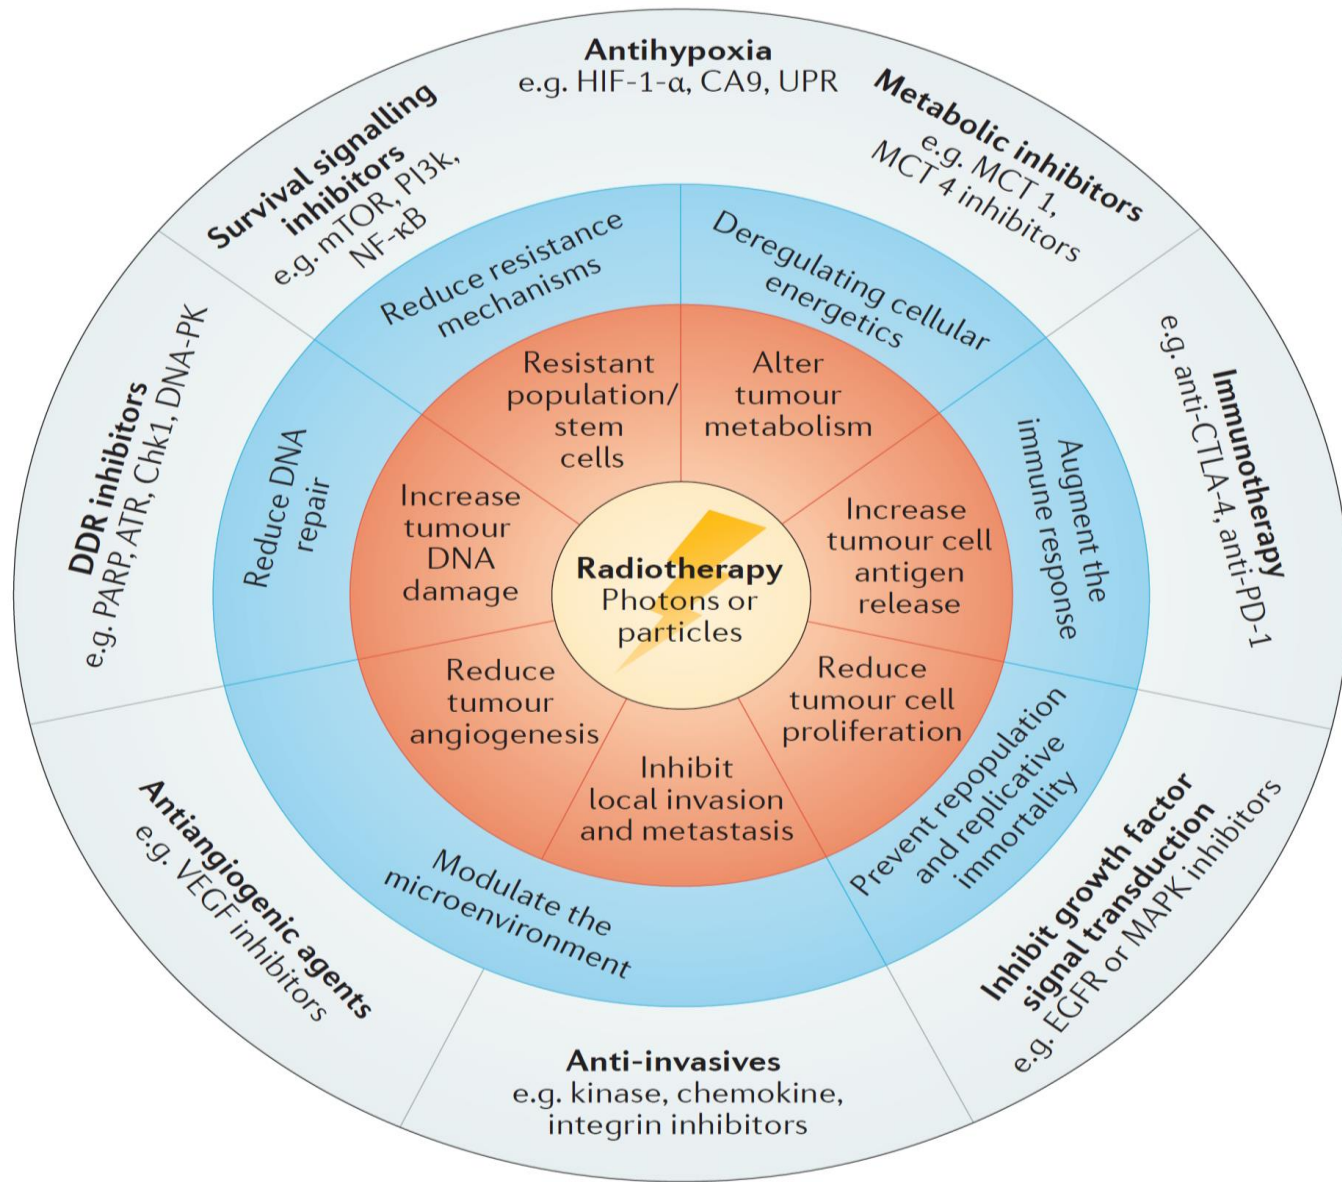 Antihypoxia
e.g. HIF-1-α, CA9, UPR
Metabolic inhibitors
e.g. MCT 1,
MCT 4 inhibitors
Immunotherapy
e.g. anti-CTLA-4, anti-PD-1
Inhibit growth factor
signal transduction
e.g. EGFR or MAPK inhibitors
Anti-invasives
e.g. kinase, chemokine,
integrin inhibitors
Antiangiogenic agents
e.g. VEGF inhibitors
DDR inhibitors
e.g. PARP, ATR, Chk1, DNA-PK
Survival signalling
inhibitors
e.g. mTOR, PI3k,
NF-κB
Reduce resistance
mechanisms
Deregulating cellular
energetics
Augment the
immune response
Prevent repopulation
and replicative
immortality
Modulate the
microenvironment
Reduce DNA
repair
Resistant
population/
stem
cells
Alter
tumour
metabolism
Increase
tumour cell
antigen
release
Reduce
tumour cell
proliferation
Inhibit
local invasion
and metastasis
Reduce
tumour
angiogenesis
Increase
tumour
DNA
damage
Radiotherapy
Photons or
particles